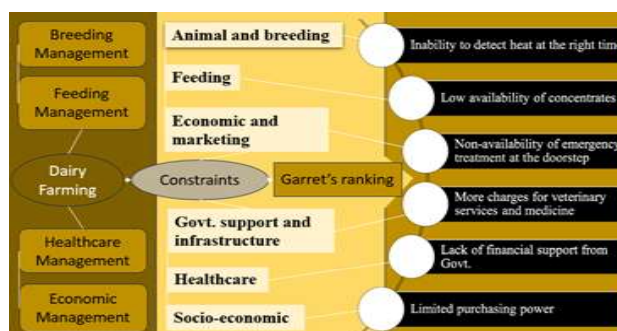 Breeding
Management
Feeding
Management
Dairy
Farming
Healthcare
Management
Economic
Management
Animal and breeding
Feeding
Economic and
marketing
Constraints
Garret's ranking
Govt. support and
infrastructure
Healthcare
Socio-economic
Inability to detect heat at the right time
Low availability of concentrates
Non-availability of emergency
treatment at the doorstep
More charges for veterinary
services and medicine
Lack of financial support from
Govt.
Limited purchasing power